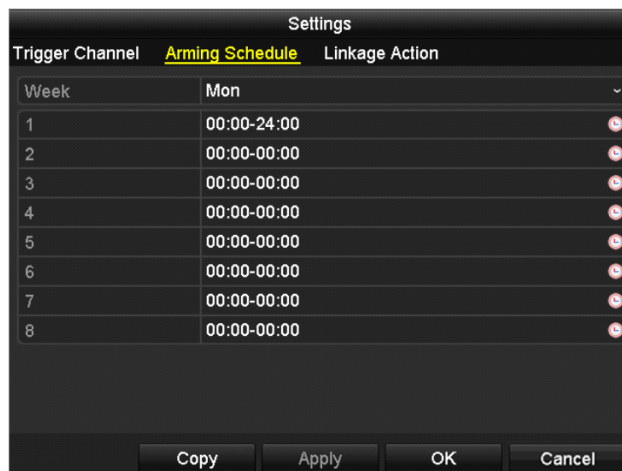 Settings
Trigger Channel Arming Schedule Linkage Action
Week Mon
1 00:00-24:00
2 00:00-00:00
3 00:00-00:00
4 00:00-00:00
5 00:00-00:00
6 00:00-00:00
7 00:00-00:00
8 00:00-00:00
Copy Apply OK Cancel